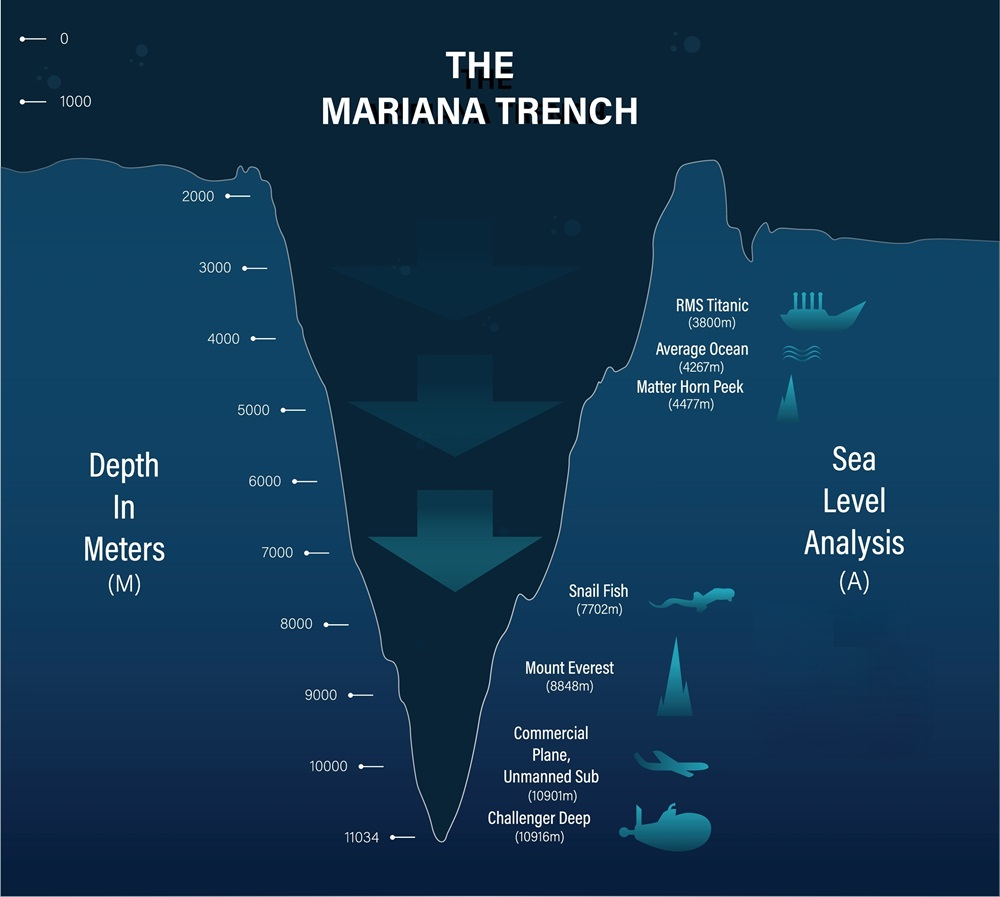 0
1000
THE
MARIANA TRENCH
2000
3000
4000
5000
6000
7000
8000
9000
10000
11034
Depth
In
Meters
(M)
RMS Titanic
(3800m)
Average Ocean
(4267m)
Matter Horn Peek
(4477m)
Sea
Level
Analysis
(A)
Snail Fish
(7702m)
Mount Everest
(8848m)
Commercial
Plane,
Unmanned Sub
(10901m)
Challenger Deep
(10916m)